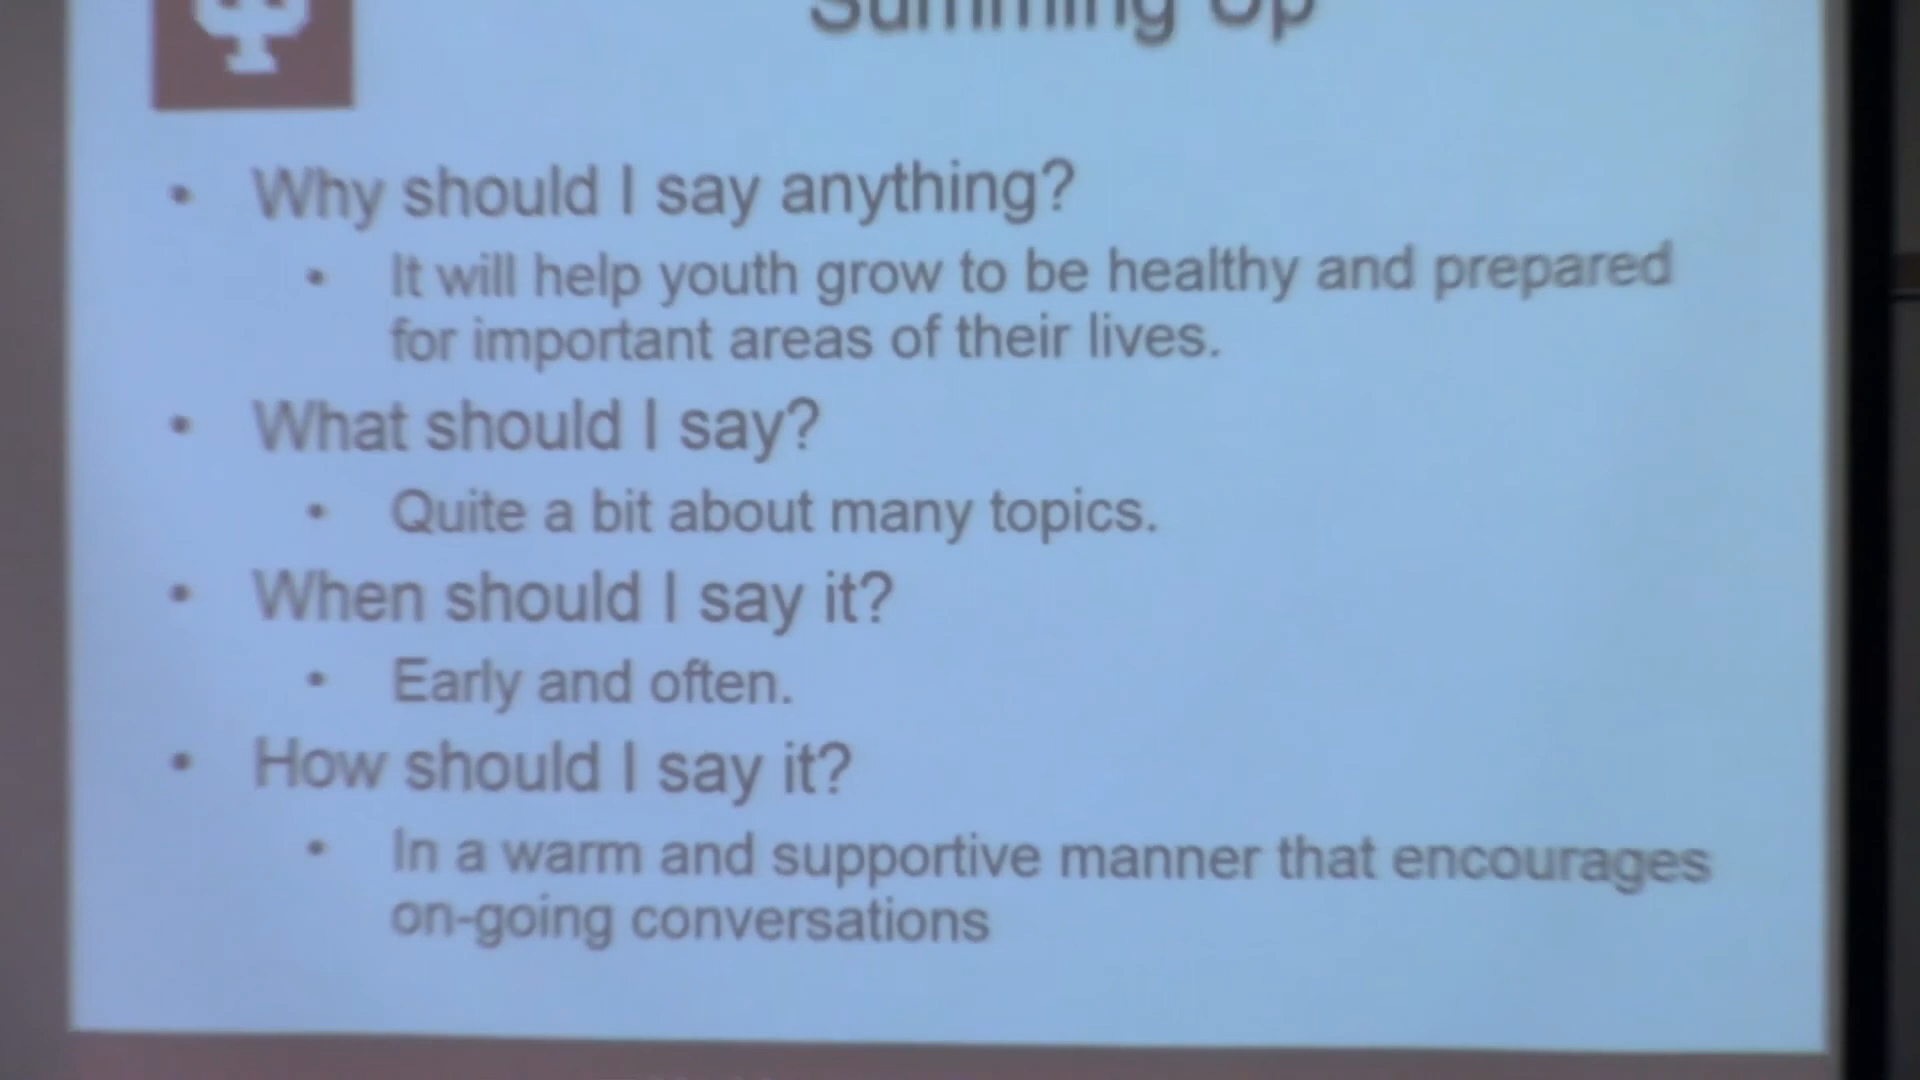 Summing Up
• Why should I say anything?
• It will help youth grow to be healthy and prepared
for important areas of their lives.
• What should I say?
• Quite a bit about many topics.
• When should I say it?
• Early and often.
• How should I say it?
• In a warm and supportive manner that encourages
on-going conversations